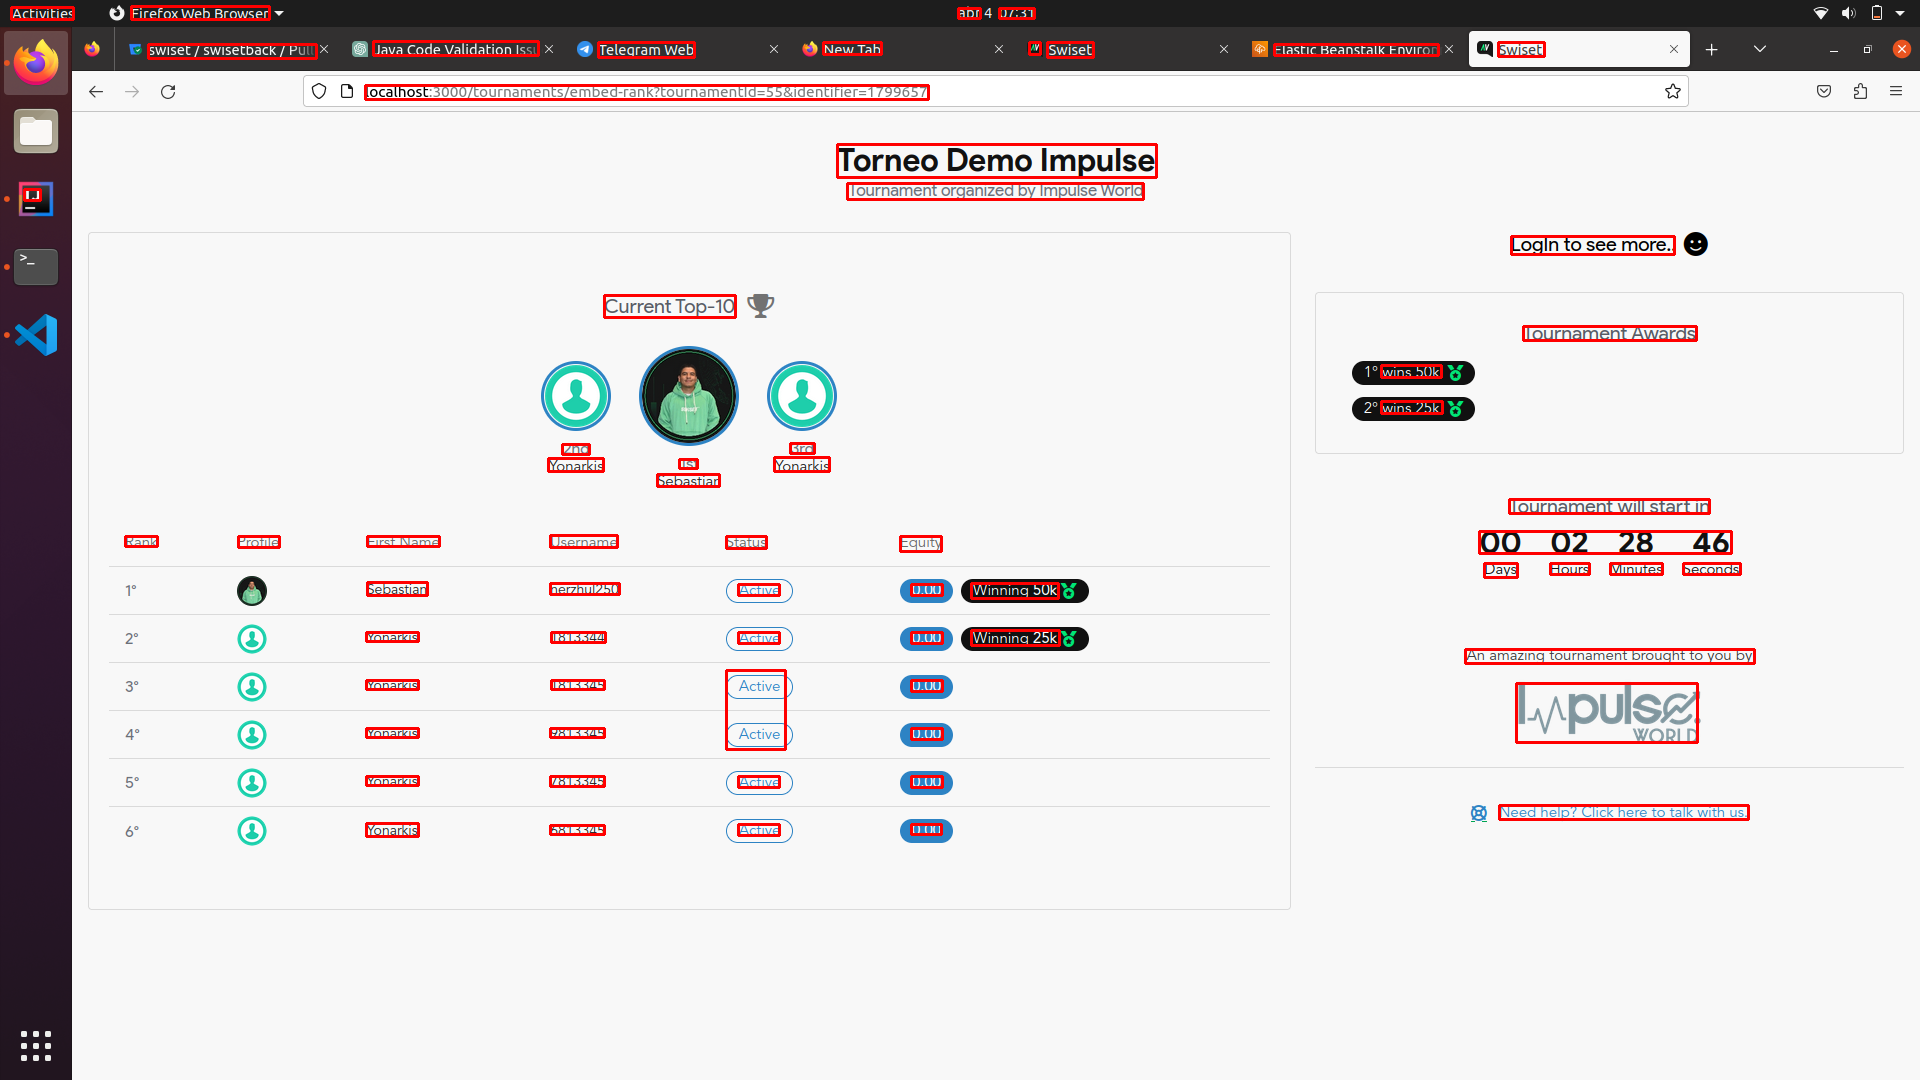 Activities Firefox Web Browser abr 4 07:31
swiset / swisetback / Pull Java Code Validation Issu Telegram Web New Tab Swiset Elastic Beanstalk Environ Swiset
localhost:3000/tournaments/embed-rank?tournamentId=55&identifier=1799657
Torneo Demo Impulse
Tournament organized by Impulse World
Current Top-10
2nd
Yonarkis
1st
Sebastian
3rd
Yonarkis
Rank Profile First Name Username Status Equity
1° Sebastian nerzhul250 Active 0.00 Winning 50k
2° Yonarkis 1813344 Active 0.00 Winning 25k
3° Yonarkis 1813345 Active 0.00
4° Yonarkis 9813345 Active 0.00
5° Yonarkis 7813345 Active 0.00
6° Yonarkis 5813345 Active 0.00
LogIn to see more..
Tournament Awards
1° wins 50k
2° wins 25k
Tournament will start in
00 02 28 46
Days Hours Minutes Seconds
An amazing tournament brought to you by
Impulse
WORLD
Need help? Click here to talk with us.